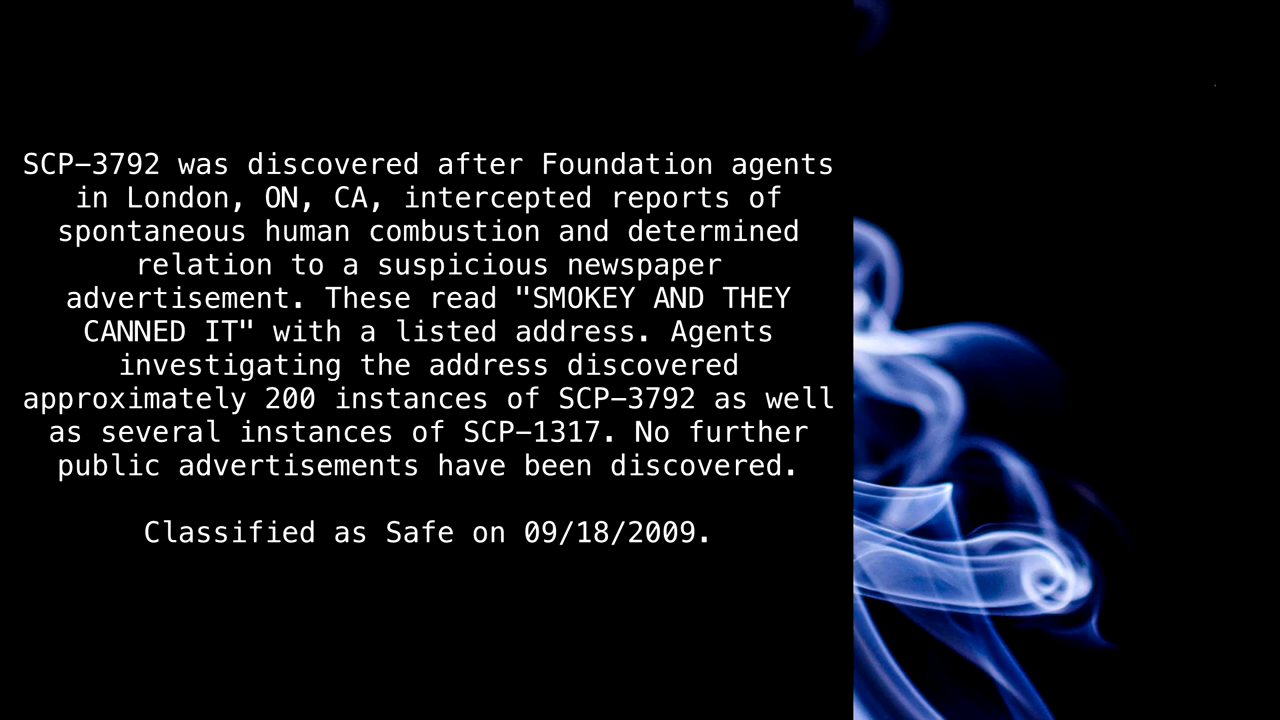 SCP-3792 was discovered after Foundation agents
in London, ON, CA, intercepted reports of
spontaneous human combustion and determined
relation to a suspicious newspaper
advertisement. These read "SMOKEY AND THEY
CANNED IT" with a listed address. Agents
investigating the address discovered
approximately 200 instances of SCP-3792 as well
as several instances of SCP-1317. No further
public advertisements have been discovered.
Classified as Safe on 09/18/2009.